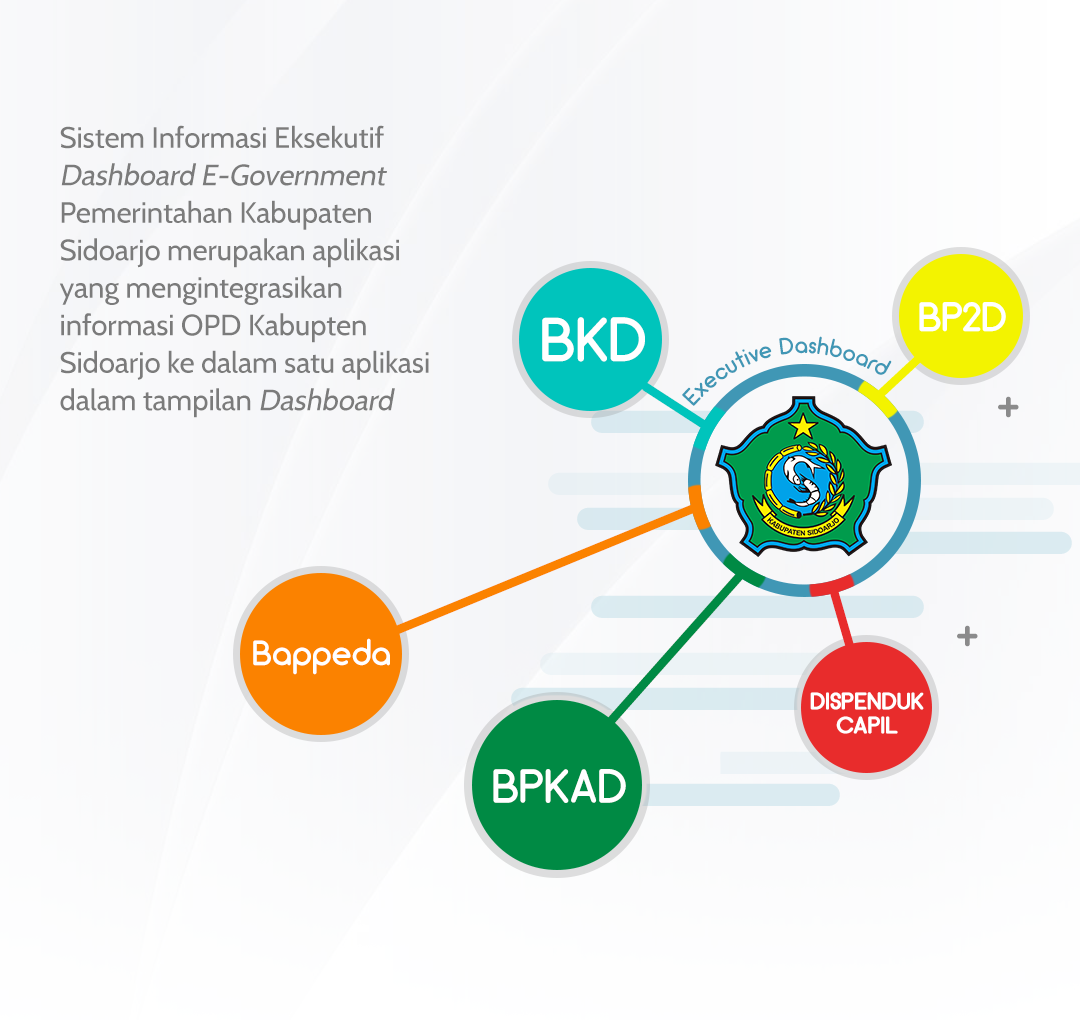 Sistem Informasi Eksekutif
Dashboard E-Government
Pemerintahan Kabupaten
Sidoarjo merupakan aplikasi
yang mengintegrasikan
informasi OPD Kabupten
Sidoarjo ke dalam satu aplikasi
dalam tampilan Dashboard
BKD
BP2D
Executive Dashboard
KABUPATEN SIDOARJO
Bappeda
DISPENDUK
CAPIL
BPKAD